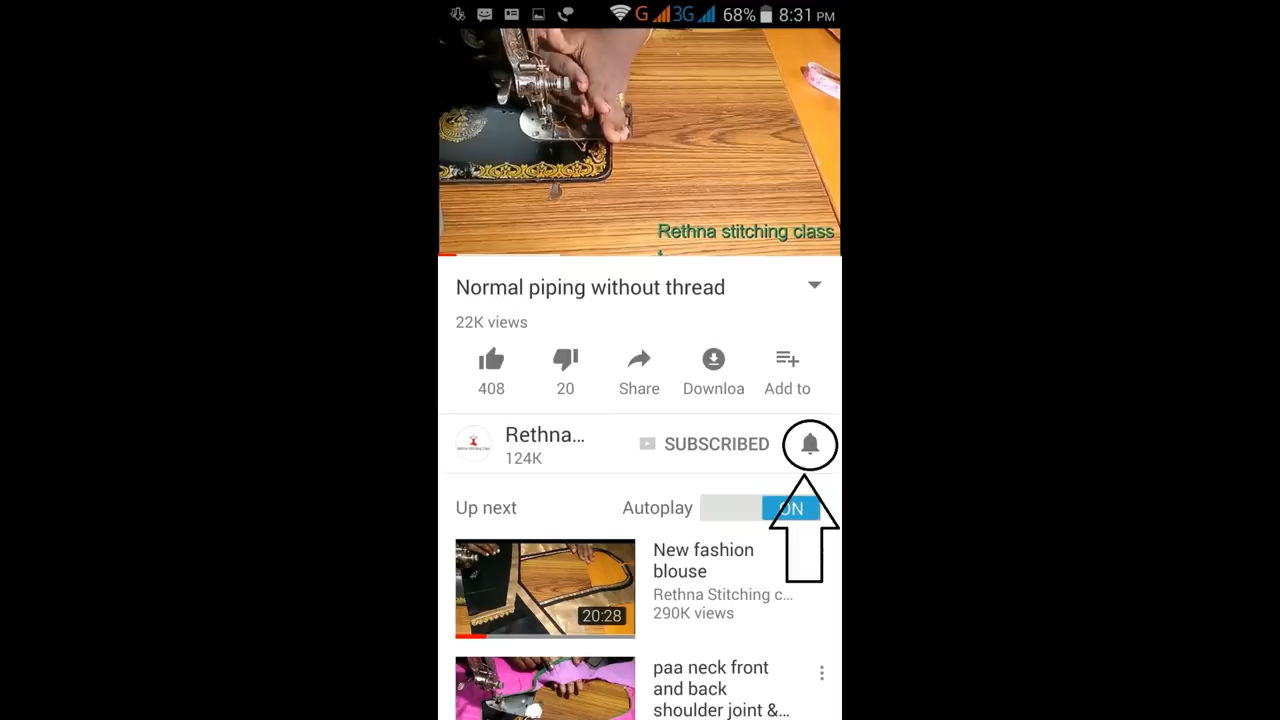 G 3G 68% 8:31 PM
Rethna stitching class
Normal piping without thread
22K views
408
20
Share
Downloa
Add to
Rethna…
124K
SUBSCRIBED
Up next
Autoplay
ON
New fashion
blouse
Rethna Stitching c…
290K views
20:28
paa neck front
and back
shoulder joint &…